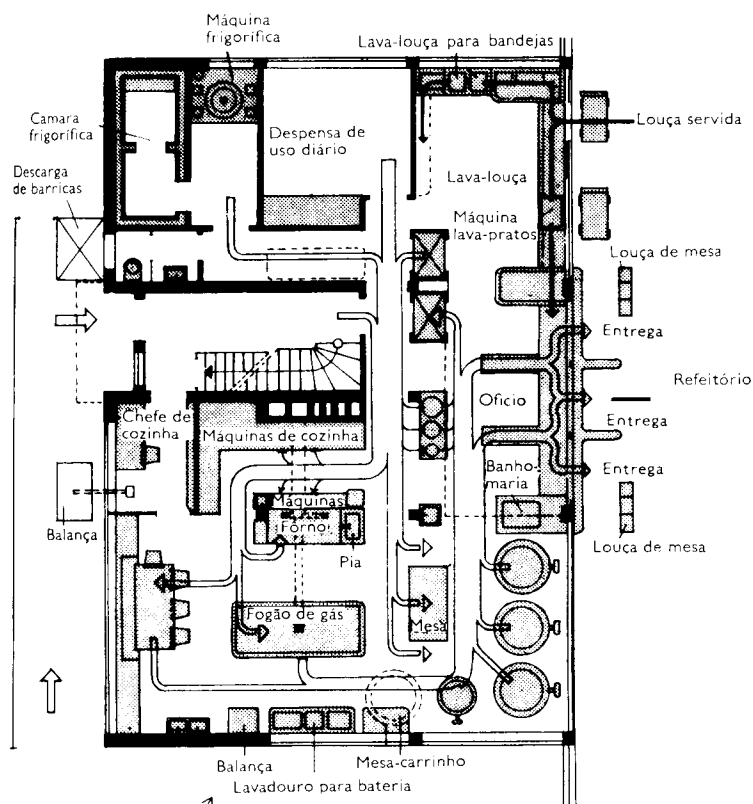 Máquina
frigorífica
Lava-louça para bandejas
Camara
frigorífica
Despensa de
uso diário
Louça servida
Descarga
de barricas
Lava-louça
Máquina
lava-pratos
Louça de mesa
Entrega
Refeitório
Oficio
Chefe de
cozinha
Máquinas de cozinha
Entrega
Entrega
Banho-
maria
Balança
Máquinas
Forno
Pia
Louça de mesa
Fogão de gás
Mesa
Balança
Mesa-carrinho
Lavadouro para bateria